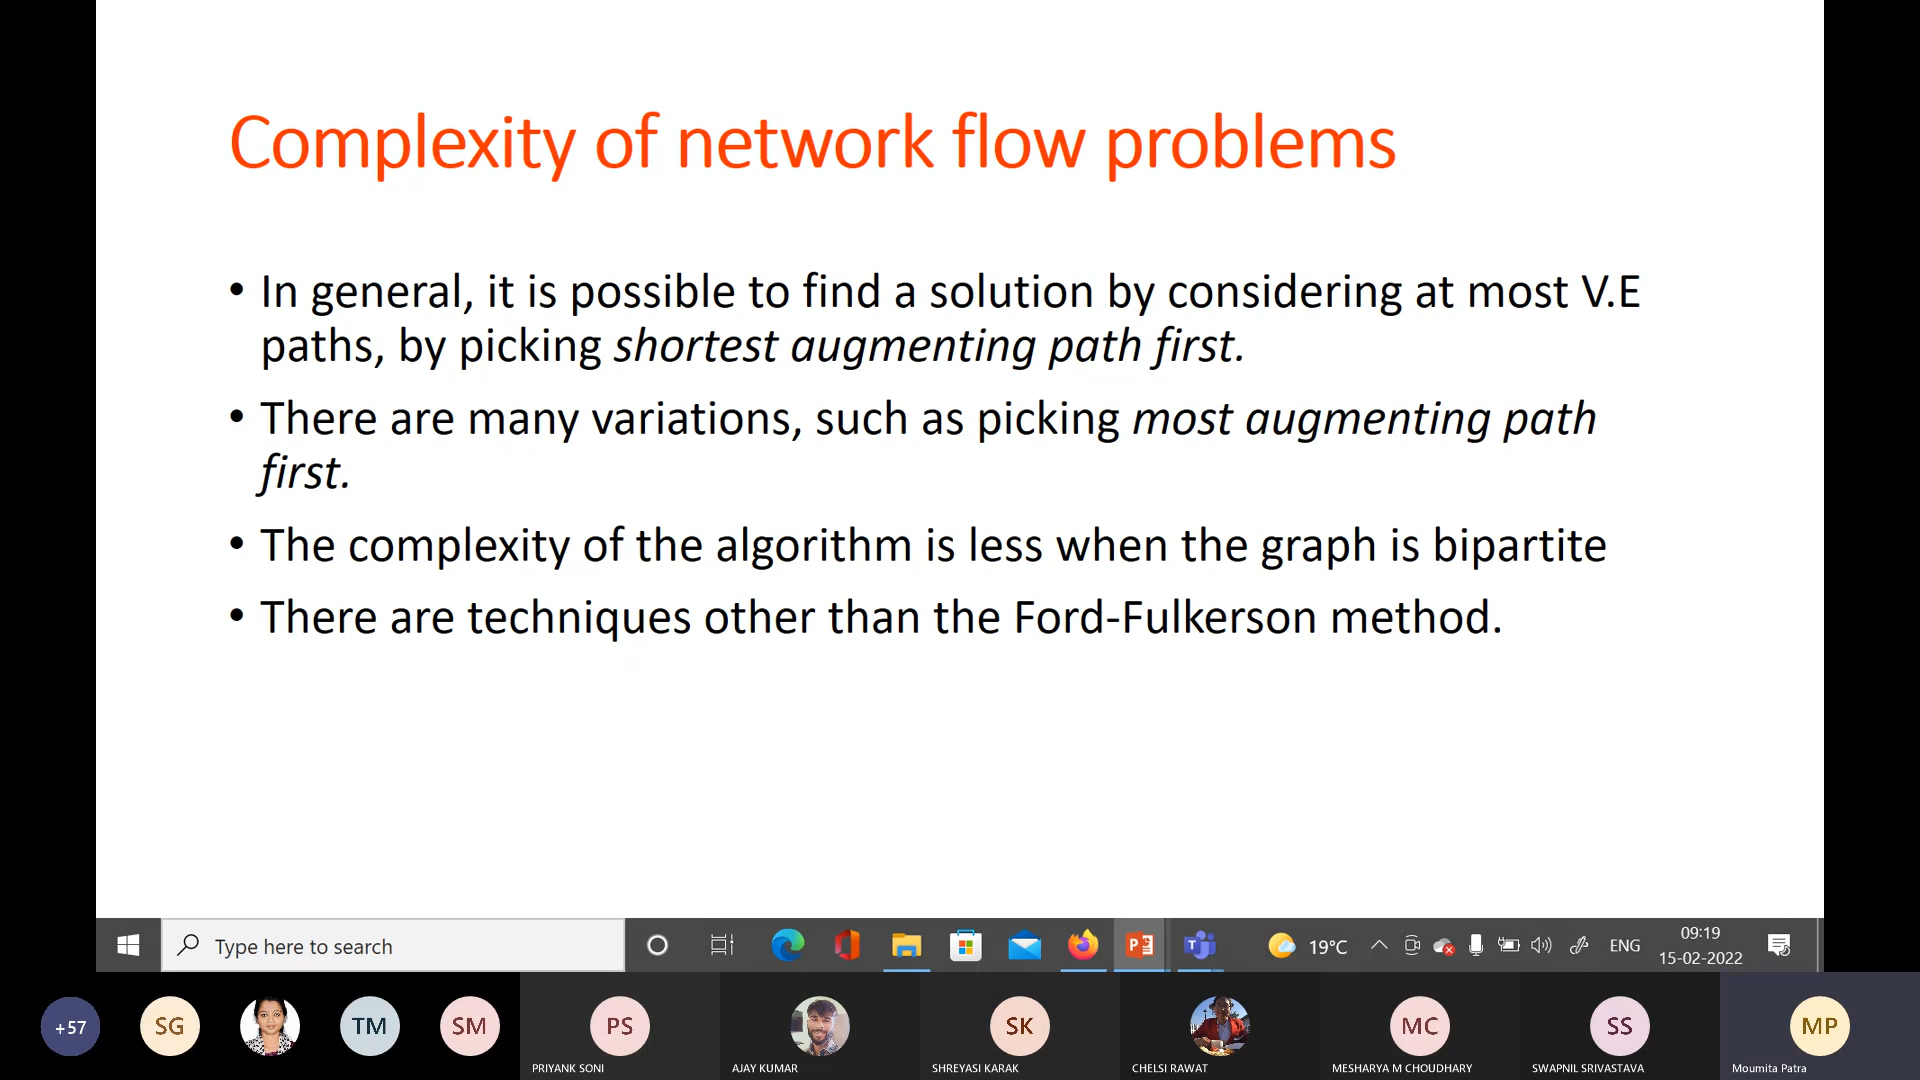 Complexity of network flow problems
• In general, it is possible to find a solution by considering at most V.E
paths, by picking shortest augmenting path first.
• There are many variations, such as picking most augmenting path
first.
• The complexity of the algorithm is less when the graph is bipartite
• There are techniques other than the Ford-Fulkerson method.
Type here to search
19°C
ENG
09:19
15-02-2022
+57
SG
TM
SM
PS
SK
MC
SS
MP
PRIYANK SONI
AJAY KUMAR
SHREYASI KARAK
CHELSI RAWAT
MESHARYA M CHOUDHARY
SWAPNIL SRIVASTAVA
Moumita Patra